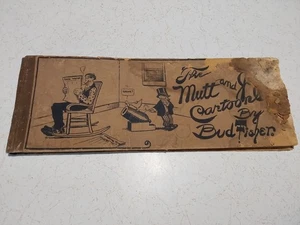 The
Mutt and J
Cartoons
By
Bud Fisher